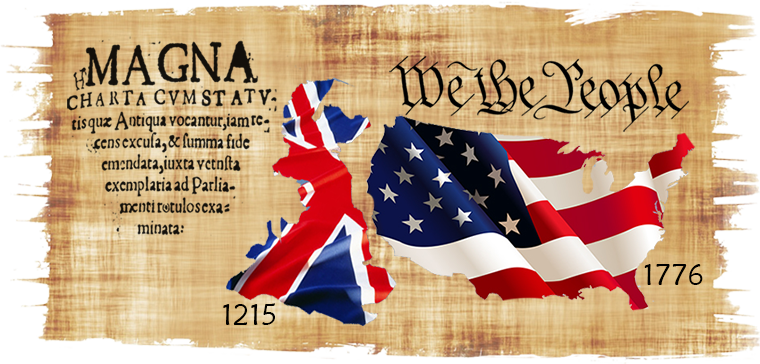 MAGNA
CHARTA CVM STATV-
tis quæ Antiqua vocantur, iam re-
cens excusa, & summa fide
emendata, iuxta vetusta
exemplaria ad Parlia-
menti rotulos exa-
minata:
We the People
1215
1776